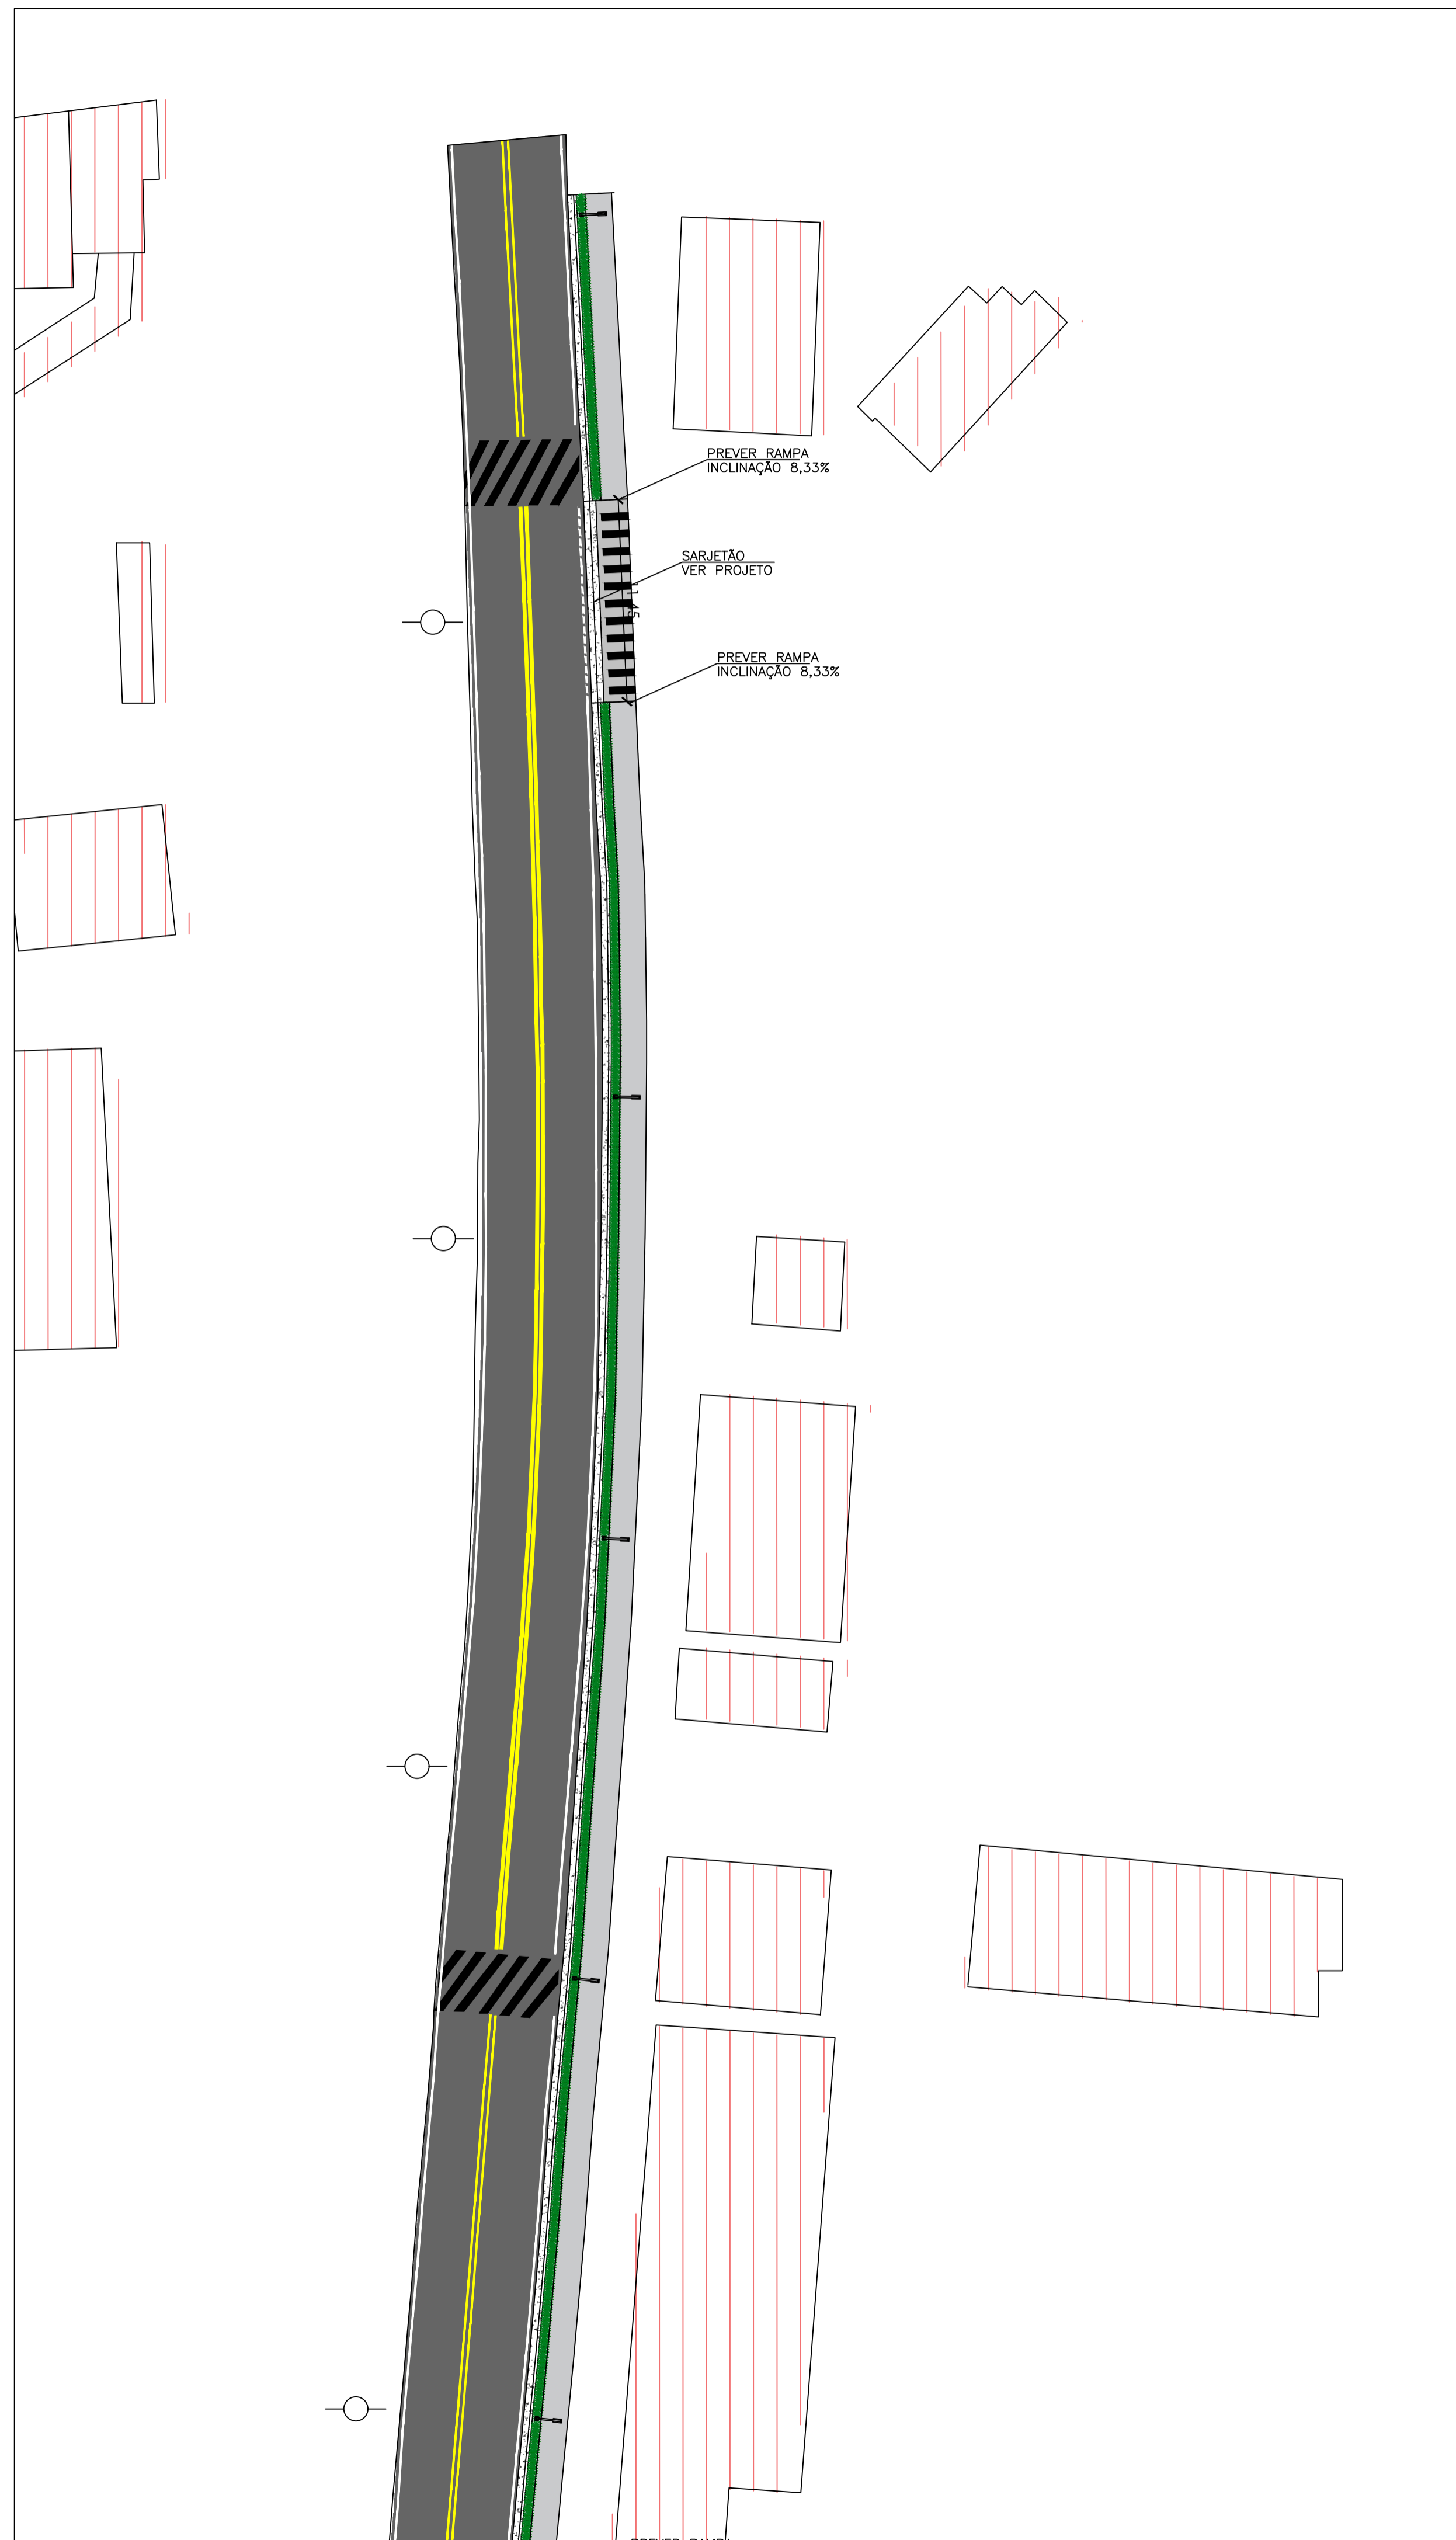 PREVER RAMPA
INCLINAÇÃO 8,33%
SARJETÃO
VER PROJETO
PREVER RAMPA
INCLINAÇÃO 8,33%